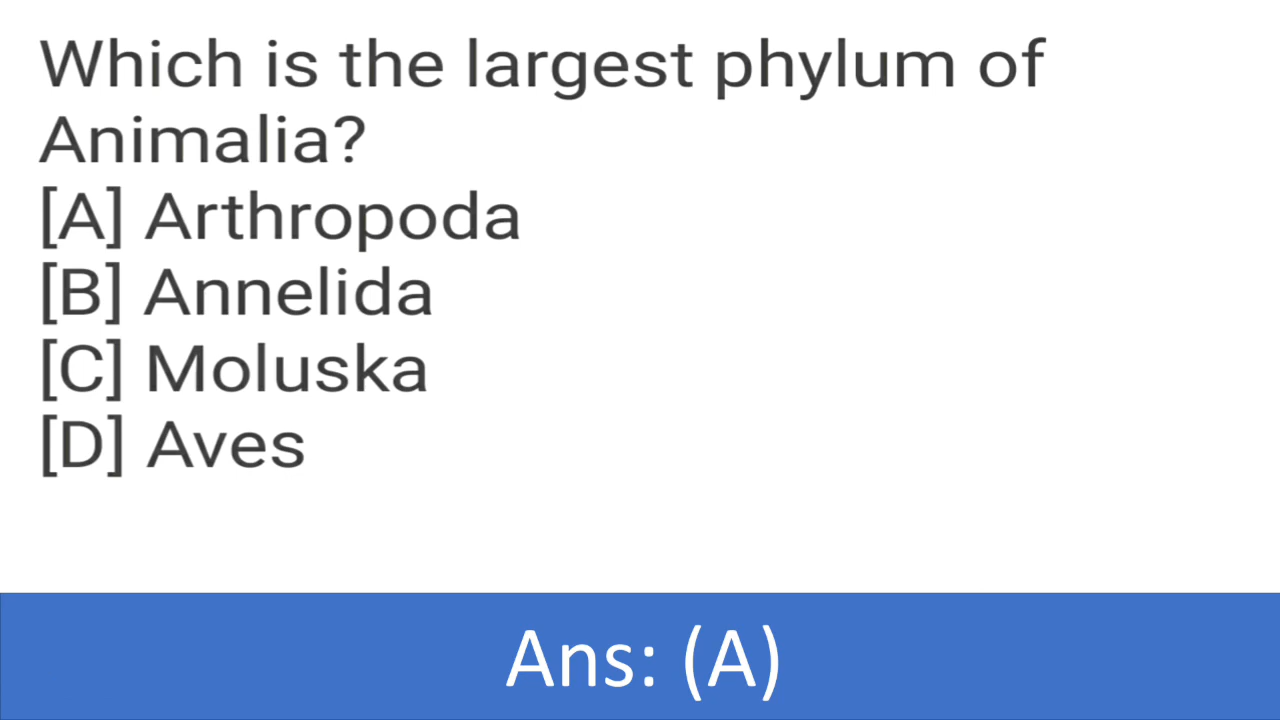 Which is the largest phylum of
Animalia?
[A] Arthropoda
[B] Annelida
[C] Moluska
[D] Aves
Ans: (A)